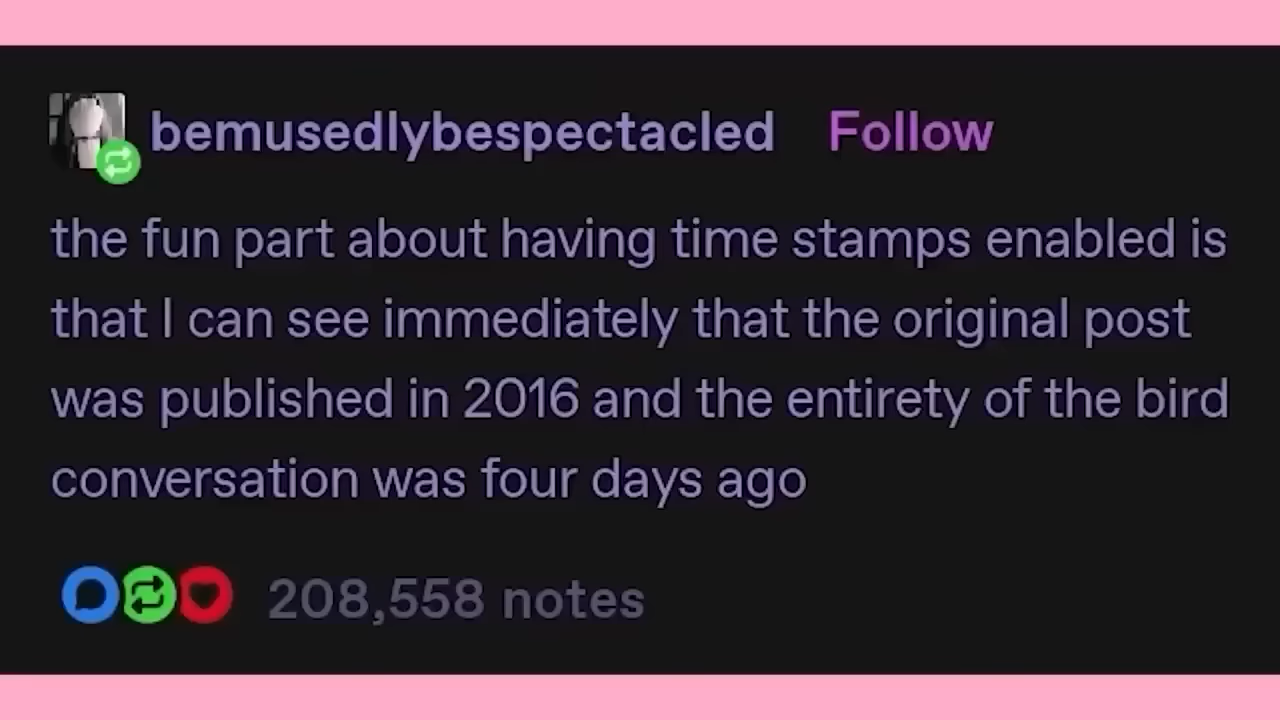 bemusedlybespectacled Follow
the fun part about having time stamps enabled is
that I can see immediately that the original post
was published in 2016 and the entirety of the bird
conversation was four days ago
208,558 notes